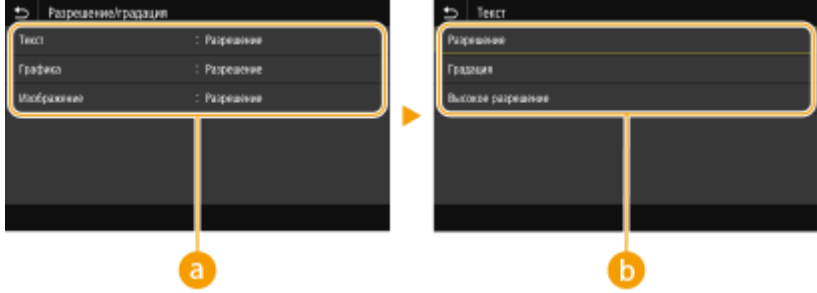 Разрешение/градация
Текст : Разрешение
Графика : Разрешение
Изображение : Разрешение
a
Текст
Разрешение
Градация
Высокое разрешение
b